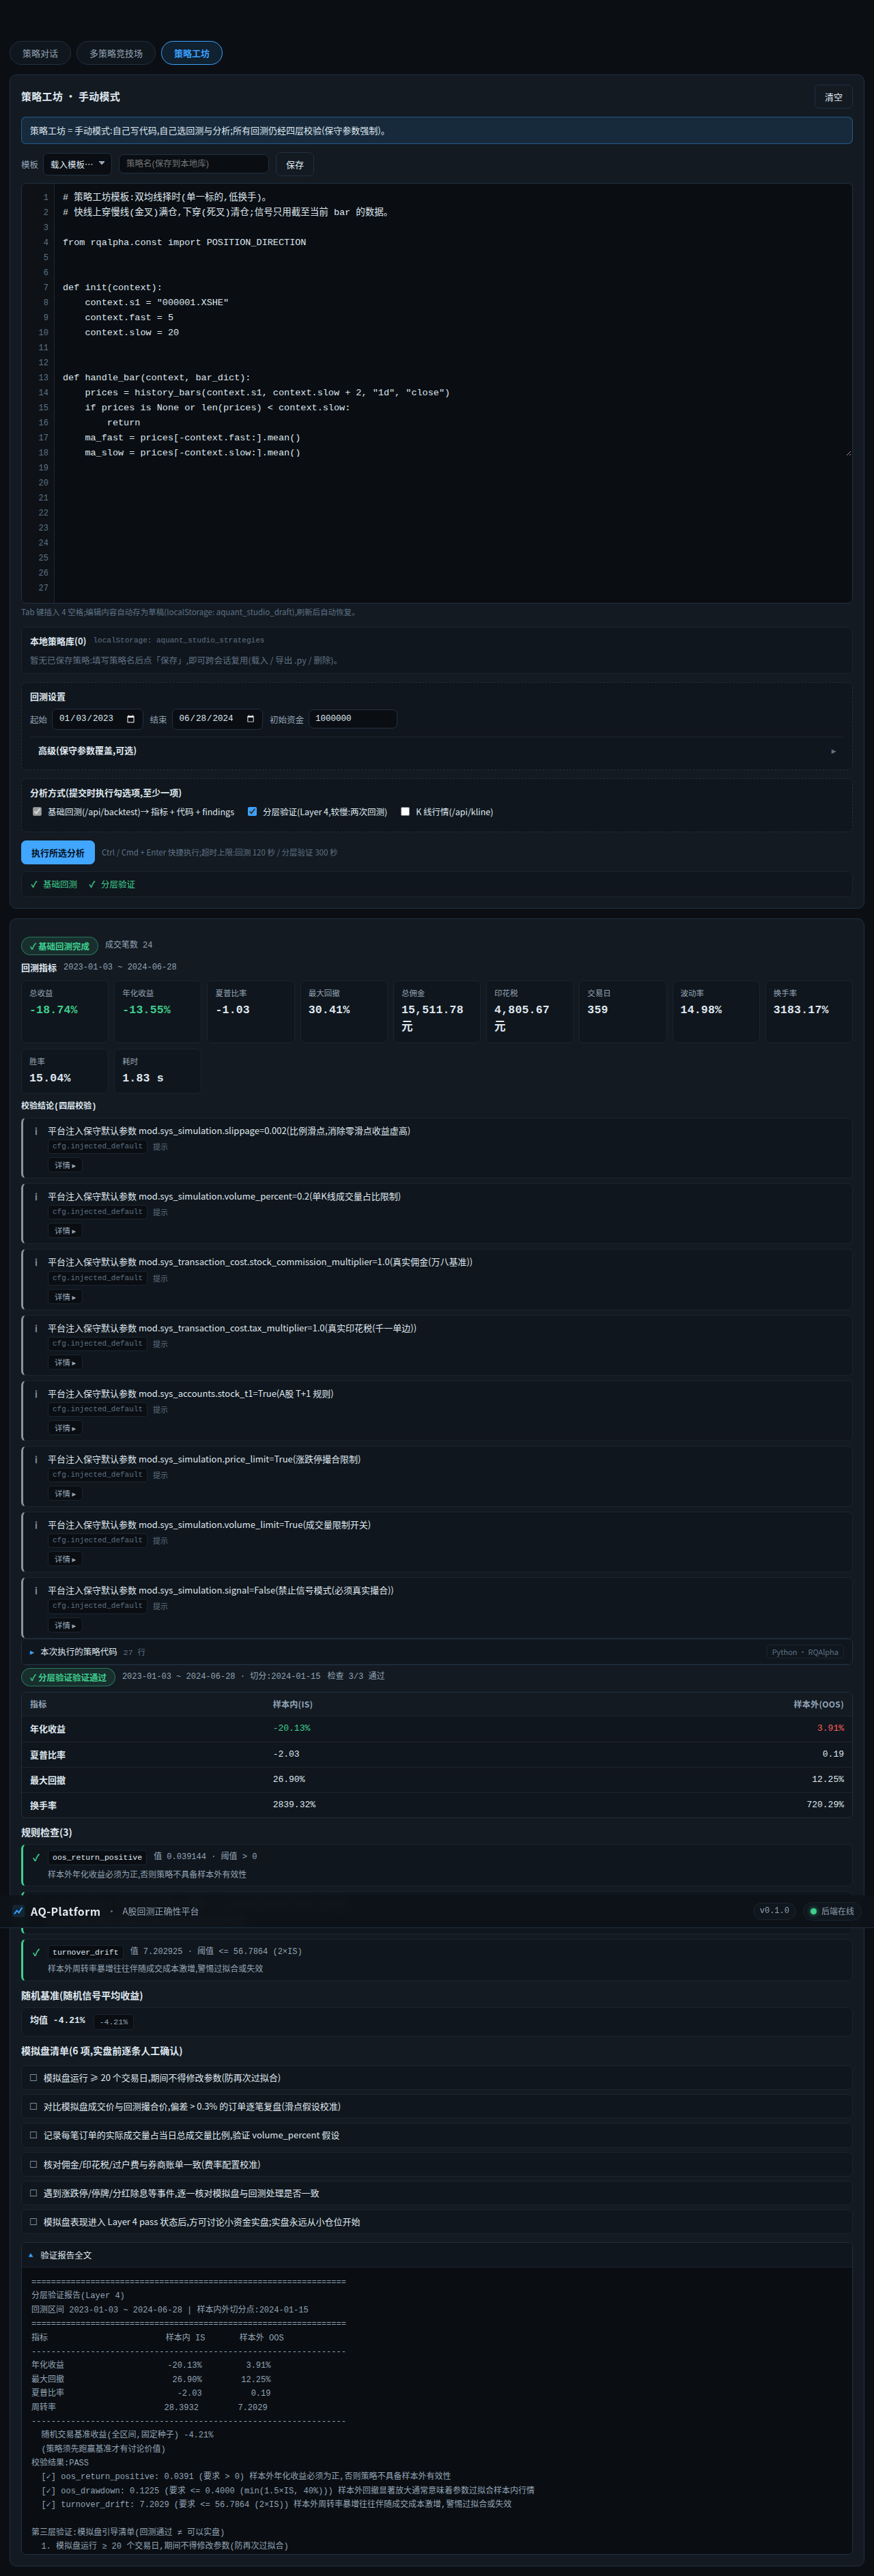 策略对话
多策略竞技场
策略工坊
策略工坊 · 手动模式
清空
策略工坊 = 手动模式:自己写代码,自己选回测与分析;所有回测仍经四层校验(保守参数强制)。
模板 载入模板… 策略名(保存到本地库) 保存
1 # 策略工坊模板:双均线择时(单一标的,低换手)。
2 # 快线上穿慢线(金叉)满仓,下穿(死叉)清仓;信号只用截至当前 bar 的数据。
3
4 from rqalpha.const import POSITION_DIRECTION
5
6
7 def init(context):
8     context.s1 = "000001.XSHE"
9     context.fast = 5
10     context.slow = 20
11
12
13 def handle_bar(context, bar_dict):
14     prices = history_bars(context.s1, context.slow + 2, "1d", "close")
15     if prices is None or len(prices) < context.slow:
16         return
17     ma_fast = prices[-context.fast:].mean()
18     ma_slow = prices[-context.slow:].mean()
19
20
21
22
23
24
25
26
27
Tab 键插入 4 空格;编辑内容自动存为草稿(localStorage: aquant_studio_draft),刷新后自动恢复。
本地策略库(0) localStorage: aquant_studio_strategies
暂无已保存策略:填写策略名后点「保存」,即可跨会话复用(载入 / 导出 .py / 删除)。
回测设置
起始 01/03/2023 结束 06/28/2024 初始资金 1000000
高级(保守参数覆盖,可选) ▸
分析方式(提交时执行勾选项,至少一项)
基础回测(/api/backtest)→ 指标 + 代码 + findings 分层验证(Layer 4,较慢:两次回测) K 线行情(/api/kline)
执行所选分析 Ctrl / Cmd + Enter 快捷执行;超时上限:回测 120 秒 / 分层验证 300 秒
✓ 基础回测 ✓ 分层验证
✓ 基础回测完成 成交笔数 24
回测指标 2023-01-03 ~ 2024-06-28
总收益 年化收益 夏普比率 最大回撤 总佣金 印花税 交易日 波动率 换手率
-18.74% -13.55% -1.03 30.41% 15,511.78 元 4,805.67 元 359 14.98% 3183.17%
胜率 耗时
15.04% 1.83 s
校验结论(四层校验)
i 平台注入保守默认参数 mod.sys_simulation.slippage=0.002(比例滑点,消除零滑点收益虚高)
cfg.injected_default 提示
详情 ▸
i 平台注入保守默认参数 mod.sys_simulation.volume_percent=0.2(单K线成交量占比限制)
cfg.injected_default 提示
详情 ▸
i 平台注入保守默认参数 mod.sys_transaction_cost.stock_commission_multiplier=1.0(真实佣金(万八基准))
cfg.injected_default 提示
详情 ▸
i 平台注入保守默认参数 mod.sys_transaction_cost.tax_multiplier=1.0(真实印花税(千一单边))
cfg.injected_default 提示
详情 ▸
i 平台注入保守默认参数 mod.sys_accounts.stock_t1=True(A股 T+1 规则)
cfg.injected_default 提示
详情 ▸
i 平台注入保守默认参数 mod.sys_simulation.price_limit=True(涨跌停撮合限制)
cfg.injected_default 提示
详情 ▸
i 平台注入保守默认参数 mod.sys_simulation.volume_limit=True(成交量限制开关)
cfg.injected_default 提示
详情 ▸
i 平台注入保守默认参数 mod.sys_simulation.signal=False(禁止信号模式(必须真实撮合))
cfg.injected_default 提示
详情 ▸
▸ 本次执行的策略代码 27 行 Python · RQAlpha
✓ 分层验证验证通过 2023-01-03 ~ 2024-06-28 · 切分:2024-01-15 检查 3/3 通过
指标 样本内(IS) 样本外(OOS)
年化收益 -20.13% 3.91%
夏普比率 -2.03 0.19
最大回撤 26.90% 12.25%
换手率 2839.32% 720.29%
规则检查(3)
✓ oos_return_positive 值 0.039144 · 阈值 > 0
样本外年化收益必须为正,否则策略不具备样本外有效性
AQ-Platform · A股回测正确性平台 v0.1.0 后端在线
✓ turnover_drift 值 7.202925 · 阈值 <= 56.7864 (2×IS)
样本外周转率暴增往往伴随成交成本激增,警惕过拟合或失效
随机基准(随机信号平均收益)
均值 -4.21% -4.21%
模拟盘清单(6 项,实盘前逐条人工确认)
☐ 模拟盘运行 ≥ 20 个交易日,期间不得修改参数(防再次过拟合)
☐ 对比模拟盘成交价与回测撮合价,偏差 > 0.3% 的订单逐笔复盘(滑点假设校准)
☐ 记录每笔订单的实际成交量占当日总成交量比例,验证 volume_percent 假设
☐ 核对佣金/印花税/过户费与券商账单一致(费率配置校准)
☐ 遇到涨跌停/停牌/分红除息等事件,逐一核对模拟盘与回测处理是否一致
☐ 模拟盘表现进入 Layer 4 pass 状态后,方可讨论小资金实盘;实盘永远从小仓位开始
验证报告全文
================================================================
分层验证报告(Layer 4)
回测区间 2023-01-03 ~ 2024-06-28 | 样本内外切分点:2024-01-15
================================================================
指标 样本内 IS 样本外 OOS
----------------------------------------------------------------
年化收益 -20.13% 3.91%
最大回撤 26.90% 12.25%
夏普比率 -2.03 0.19
周转率 28.3932 7.2029
----------------------------------------------------------------
随机交易基准收益(全区间,固定种子) -4.21%
(策略须先跑赢基准才有讨论价值)
校验结果:PASS
[✓] oos_return_positive: 0.0391 (要求 > 0) 样本外年化收益必须为正,否则策略不具备样本外有效性
[✓] oos_drawdown: 0.1225 (要求 <= 0.4000 (min(1.5×IS, 40%))) 样本外回撤显著放大通常意味着参数过拟合样本内行情
[✓] turnover_drift: 7.2029 (要求 <= 56.7864 (2×IS)) 样本外周转率暴增往往伴随成交成本激增,警惕过拟合或失效
第三层验证:模拟盘引导清单(回测通过 ≠ 可以实盘)
1. 模拟盘运行 ≥ 20 个交易日,期间不得修改参数(防再次过拟合)